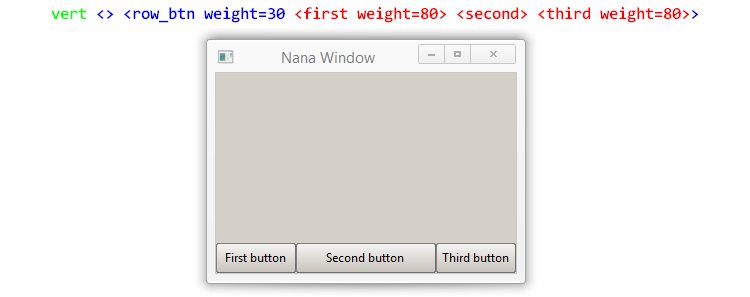 vert <> <row_btn weight=30 <first weight=80> <second> <third weight=80>>
Nana Window
First button Second button Third button